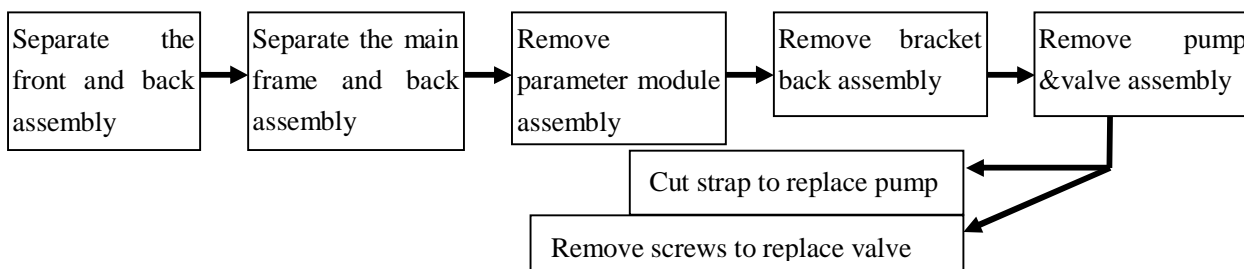 Separate the
front and back
assembly
Separate the main
frame and back
assembly
Remove
parameter module
assembly
Remove bracket
back assembly
Remove pump
&valve assembly
Cut strap to replace pump
Remove screws to replace valve